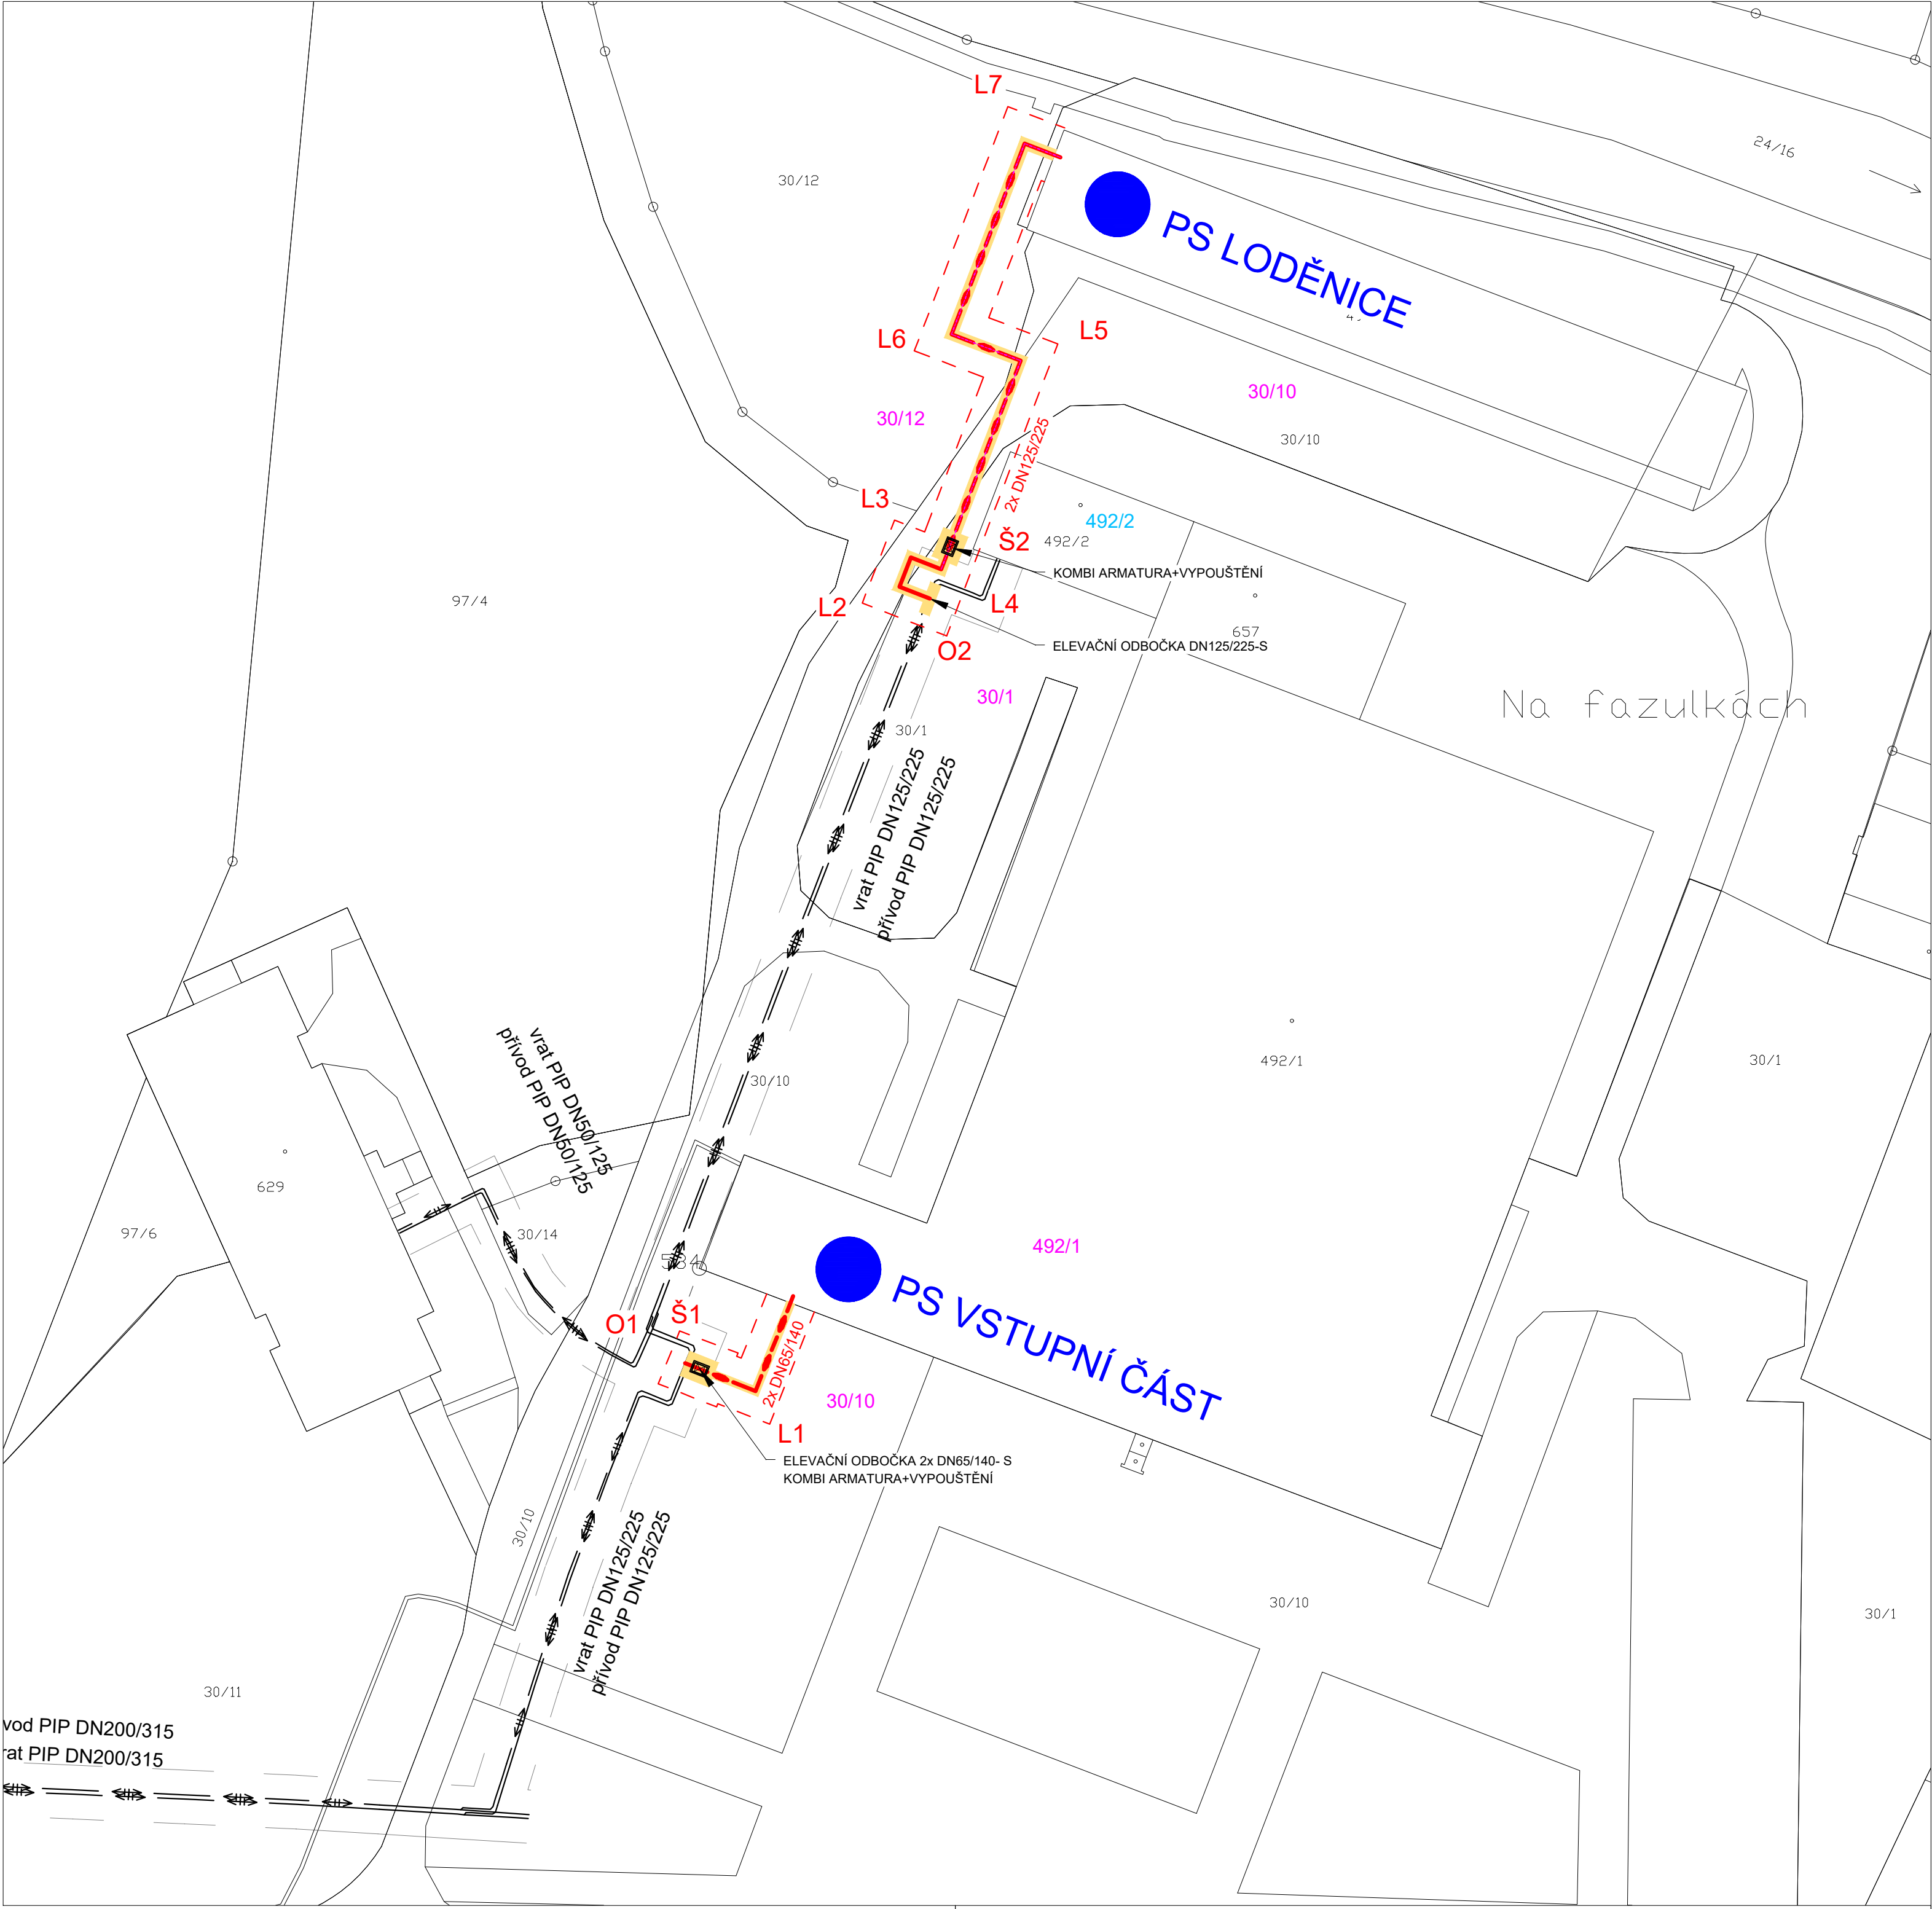 L7
24/16
30/12
PS LODĚNICE
L6
L5
30/10
30/12
30/10
2x DN125/225
L3
492/2
Š2
492/2
KOMBI ARMATURA+VYPOUŠTĚNÍ
97/4
L2
L4
657
ELEVAČNÍ ODBOČKA DN125/225-S
O2
30/1
Na fazulkách
30/1
vrat PIP DN125/225
přívod PIP DN125/225
vrat PIP DN50/125
přívod PIP DN50/125
492/1
30/1
30/10
629
97/6
30/14
492/1
PS VSTUPNÍ ČÁST
O1
Š1
2x DN65/140
30/10
L1
ELEVAČNÍ ODBOČKA 2x DN65/140- S
KOMBI ARMATURA+VYPOUŠTĚNÍ
30/10
vrat PIP DN125/225
přívod PIP DN125/225
30/10
30/1
30/11
vod PIP DN200/315
rat PIP DN200/315